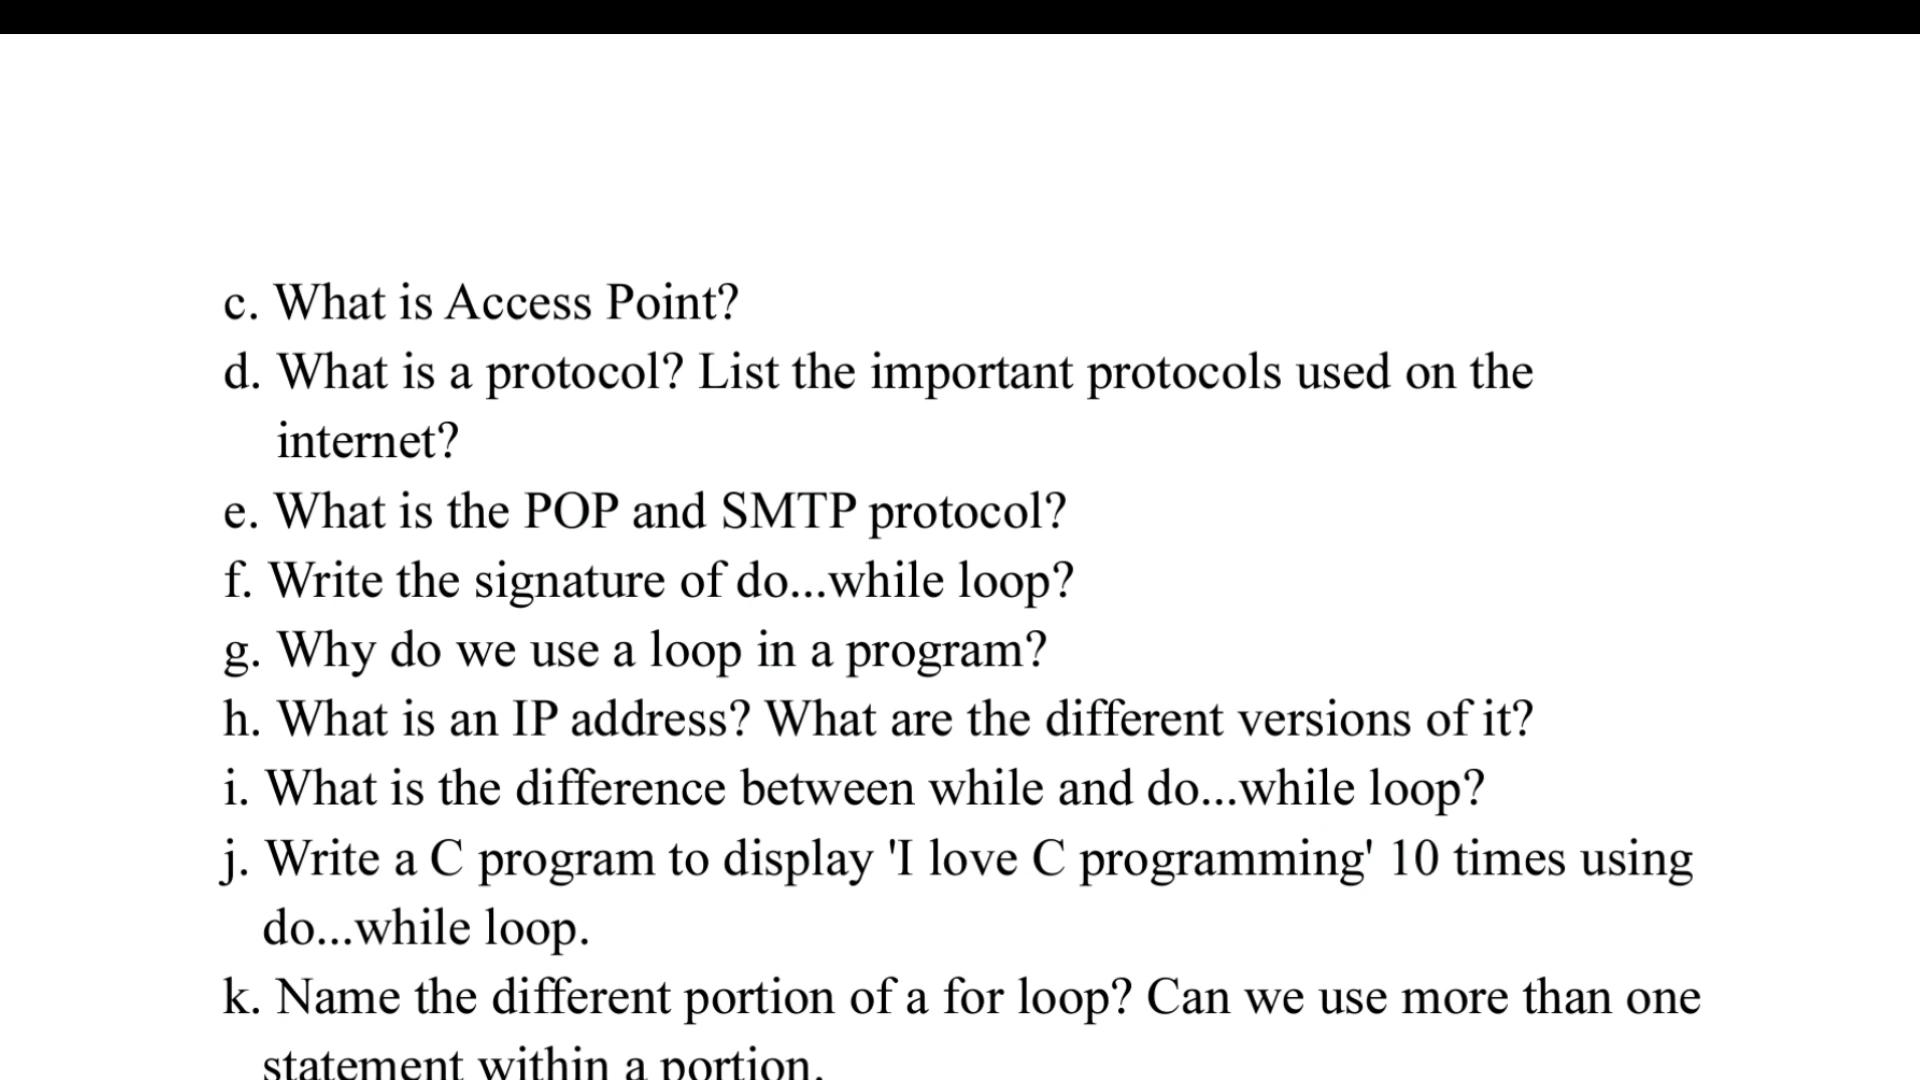 c. What is Access Point?
d. What is a protocol? List the important protocols used on the
internet?
e. What is the POP and SMTP protocol?
f. Write the signature of do...while loop?
g. Why do we use a loop in a program?
h. What is an IP address? What are the different versions of it?
i. What is the difference between while and do...while loop?
j. Write a C program to display 'I love C programming' 10 times using
do...while loop.
k. Name the different portion of a for loop? Can we use more than one
statement within a portion.